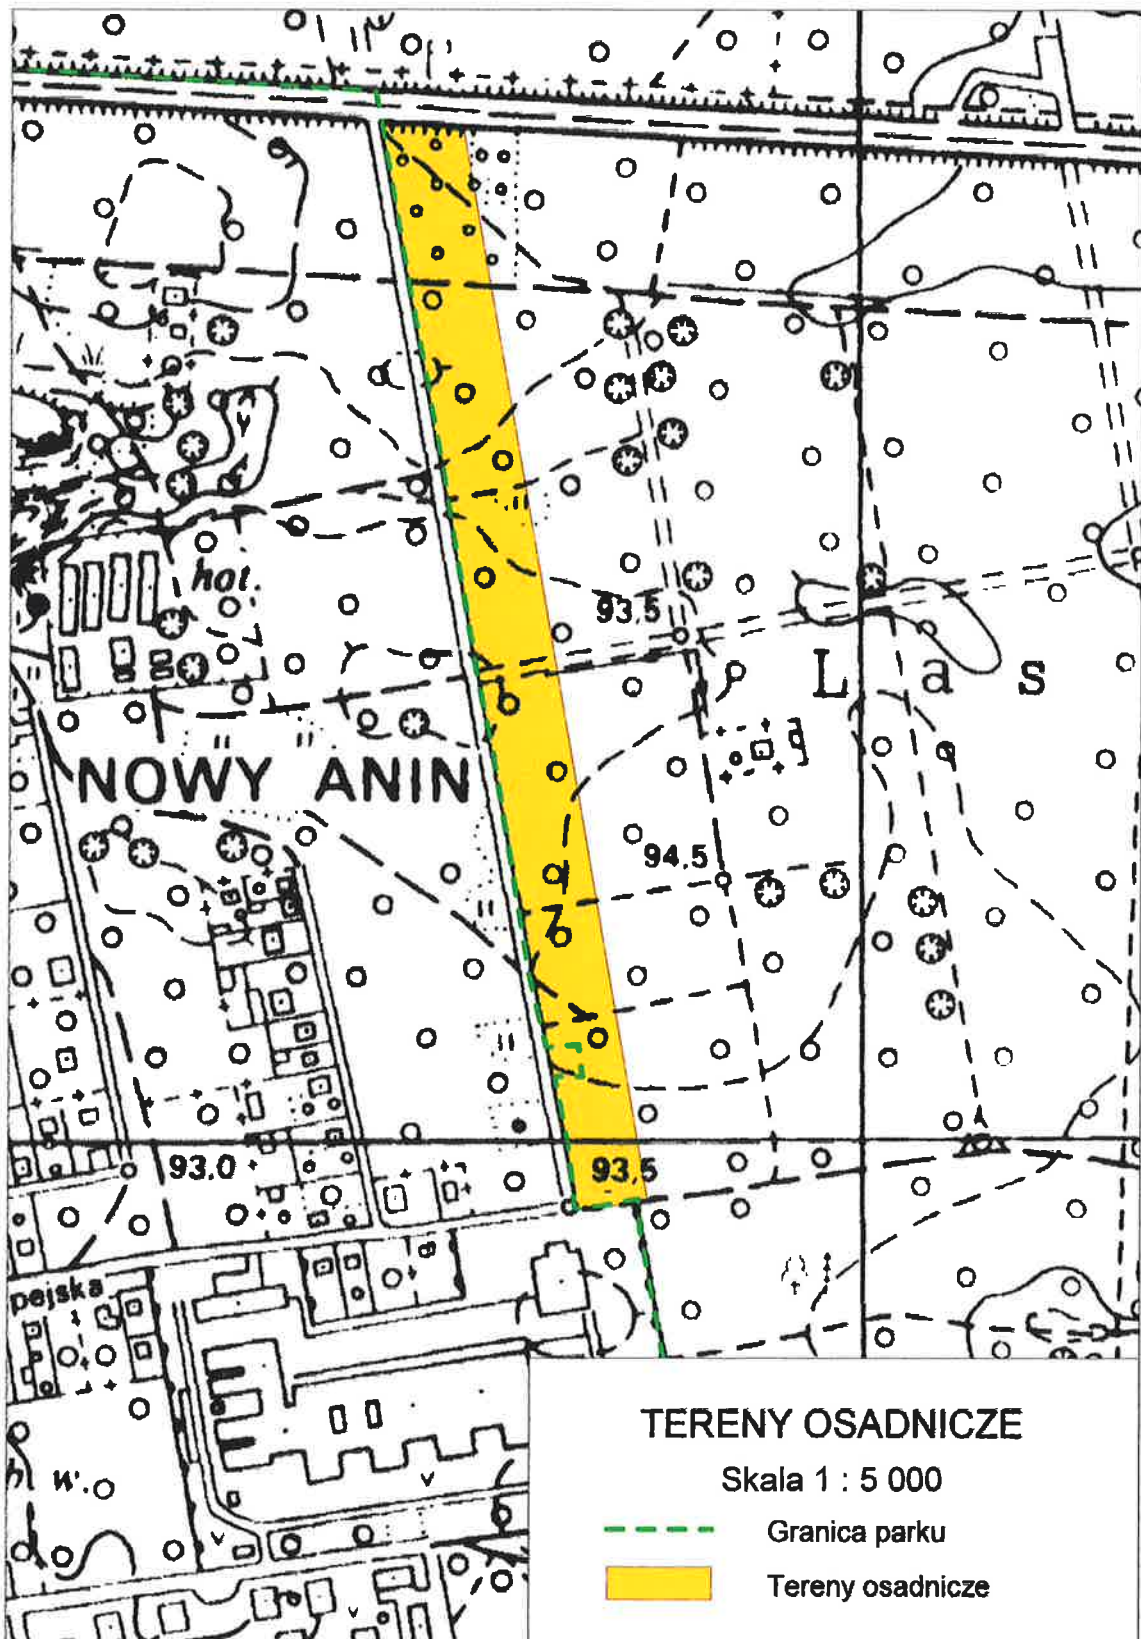 hot.
93.5
L a s
NOWY ANIN
94.5
7
93.0
93,5
pejska
w.
TERENY OSADNICZE
Skala 1 : 5 000
Granica parku
Tereny osadnicze